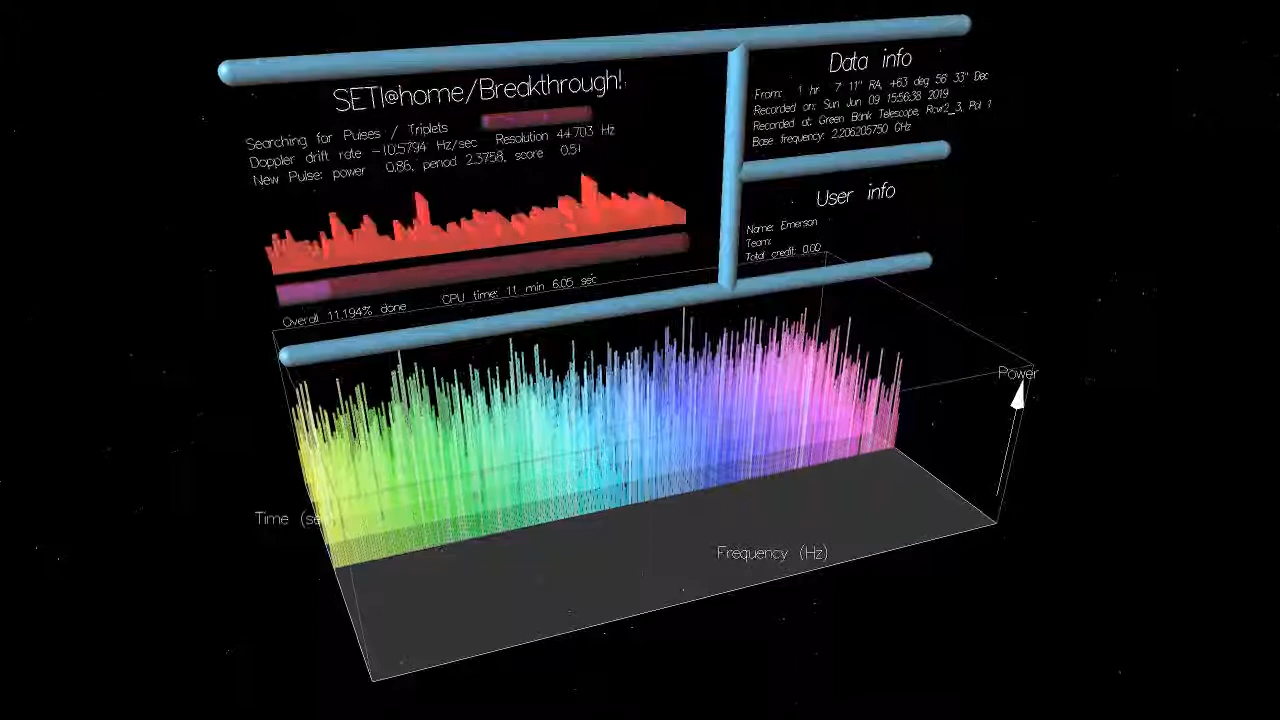 SETI@home/Breakthrough!
Searching for Pulses / Triplets
Doppler drift rate -10.5794 Hz/sec Resolution 44.703 Hz
New Pulse: power 0.86, period 2.3758, score 0.51
Overall 11.194% done CPU time: 11 min 6.05 sec
Data info
From: 1 hr 7 11" RA, +63 deg 56' 33" Dec
Recorded on: Sun Jun 09 15:56:38 2019
Recorded at: Green Bank Telescope, Rcvr2_3, Pol 1
Base frequency: 2.206205750 GHz
User info
Name: Emerson
Team:
Total credit: 0.00
Power
Time
Frequency (Hz)